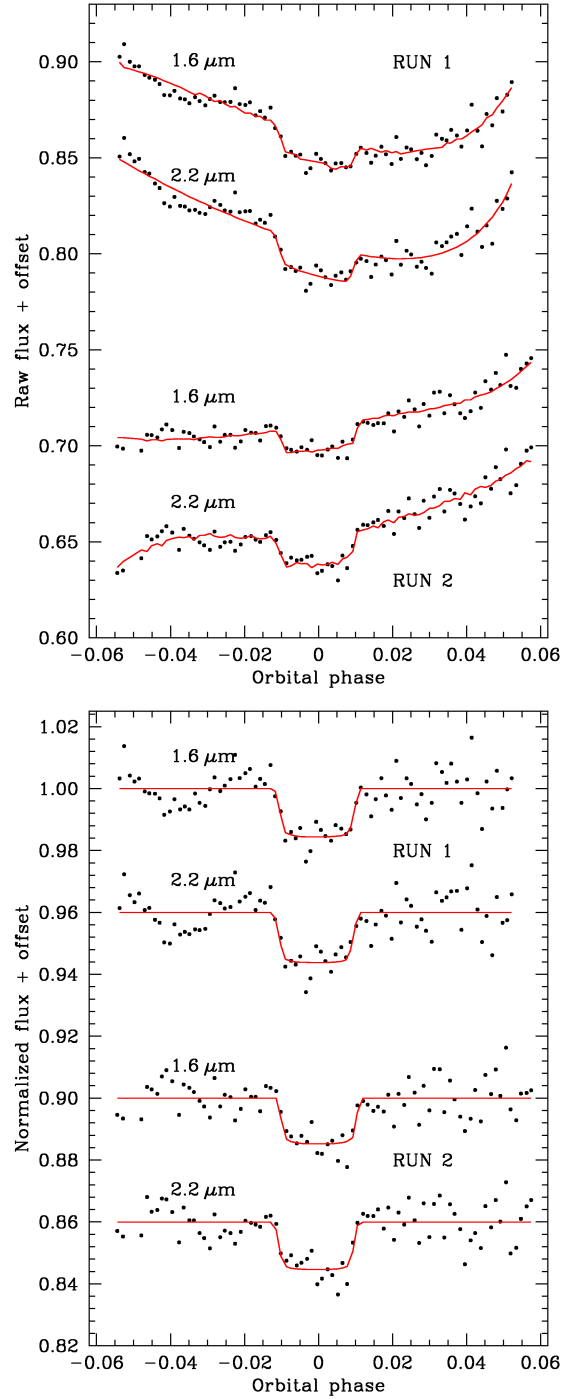 0.90
0.85
0.80
0.75
0.70
0.65
0.60
Raw flux + offset
1.6 μm
RUN 1
2.2 μm
1.6 μm
2.2 μm
RUN 2
−0.06
−0.04
−0.02
0
0.02
0.04
0.06
Orbital phase
1.02
1.00
0.98
0.96
0.94
0.92
0.90
0.88
0.86
0.84
0.82
Normalized flux + offset
1.6 μm
RUN 1
2.2 μm
1.6 μm
RUN 2
2.2 μm
−0.06
−0.04
−0.02
0
0.02
0.04
0.06
Orbital phase